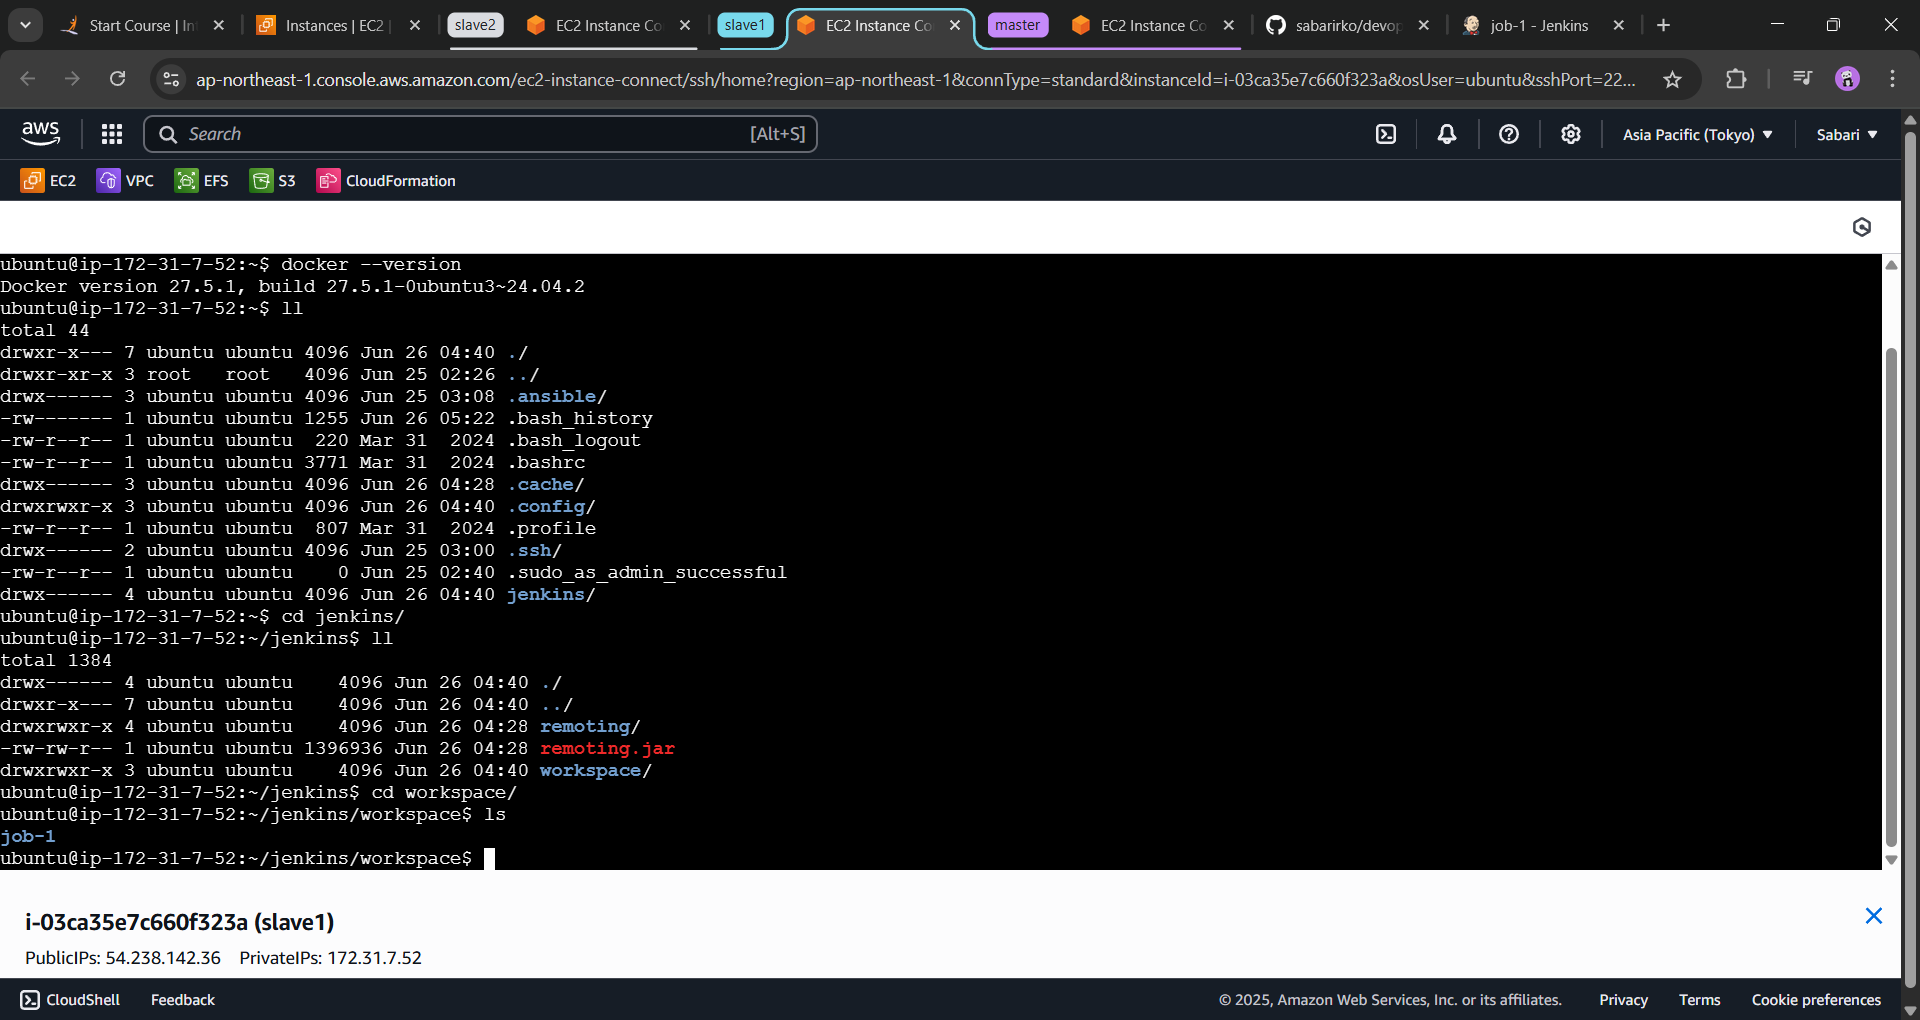 Start Course | In
Instances | EC2 |
slave2
EC2 Instance Co
slave1
EC2 Instance Co
master
EC2 Instance Co
sabarirko/devop
job-1 - Jenkins
ap-northeast-1.console.aws.amazon.com/ec2-instance-connect/ssh/home?region=ap-northeast-1&connType=standard&instanceId=i-03ca35e7c660f323a&osUser=ubuntu&sshPort=22...
aws
Search
[Alt+S]
Asia Pacific (Tokyo)
Sabari
EC2
VPC
EFS
S3
CloudFormation
ubuntu@ip-172-31-7-52:~$ docker --version
Docker version 27.5.1, build 27.5.1-0ubuntu3~24.04.2
ubuntu@ip-172-31-7-52:~$ ll
total 44
drwxr-x--- 7 ubuntu ubuntu 4096 Jun 26 04:40 ./
drwxr-xr-x 3 root   root   4096 Jun 25 02:26 ../
drwx------ 3 ubuntu ubuntu 4096 Jun 25 03:08 .ansible/
-rw------- 1 ubuntu ubuntu 1255 Jun 26 05:22 .bash_history
-rw-r--r-- 1 ubuntu ubuntu  220 Mar 31  2024 .bash_logout
-rw-r--r-- 1 ubuntu ubuntu 3771 Mar 31  2024 .bashrc
drwx------ 3 ubuntu ubuntu 4096 Jun 26 04:28 .cache/
drwxrwxr-x 3 ubuntu ubuntu 4096 Jun 26 04:40 .config/
-rw-r--r-- 1 ubuntu ubuntu  807 Mar 31  2024 .profile
drwx------ 2 ubuntu ubuntu 4096 Jun 25 03:00 .ssh/
-rw-r--r-- 1 ubuntu ubuntu    0 Jun 25 02:40 .sudo_as_admin_successful
drwx------ 4 ubuntu ubuntu 4096 Jun 26 04:40 jenkins/
ubuntu@ip-172-31-7-52:~$ cd jenkins/
ubuntu@ip-172-31-7-52:~/jenkins$ ll
total 1384
drwx------ 4 ubuntu ubuntu    4096 Jun 26 04:40 ./
drwxr-x--- 7 ubuntu ubuntu    4096 Jun 26 04:40 ../
drwxrwxr-x 4 ubuntu ubuntu    4096 Jun 26 04:28 remoting/
-rw-rw-r-- 1 ubuntu ubuntu 1396936 Jun 26 04:28 remoting.jar
drwxrwxr-x 3 ubuntu ubuntu    4096 Jun 26 04:40 workspace/
ubuntu@ip-172-31-7-52:~/jenkins$ cd workspace/
ubuntu@ip-172-31-7-52:~/jenkins/workspace$ ls
job-1
ubuntu@ip-172-31-7-52:~/jenkins/workspace$
i-03ca35e7c660f323a (slave1)
PublicIPs: 54.238.142.36    PrivateIPs: 172.31.7.52
CloudShell
Feedback
© 2025, Amazon Web Services, Inc. or its affiliates.
Privacy
Terms
Cookie preferences